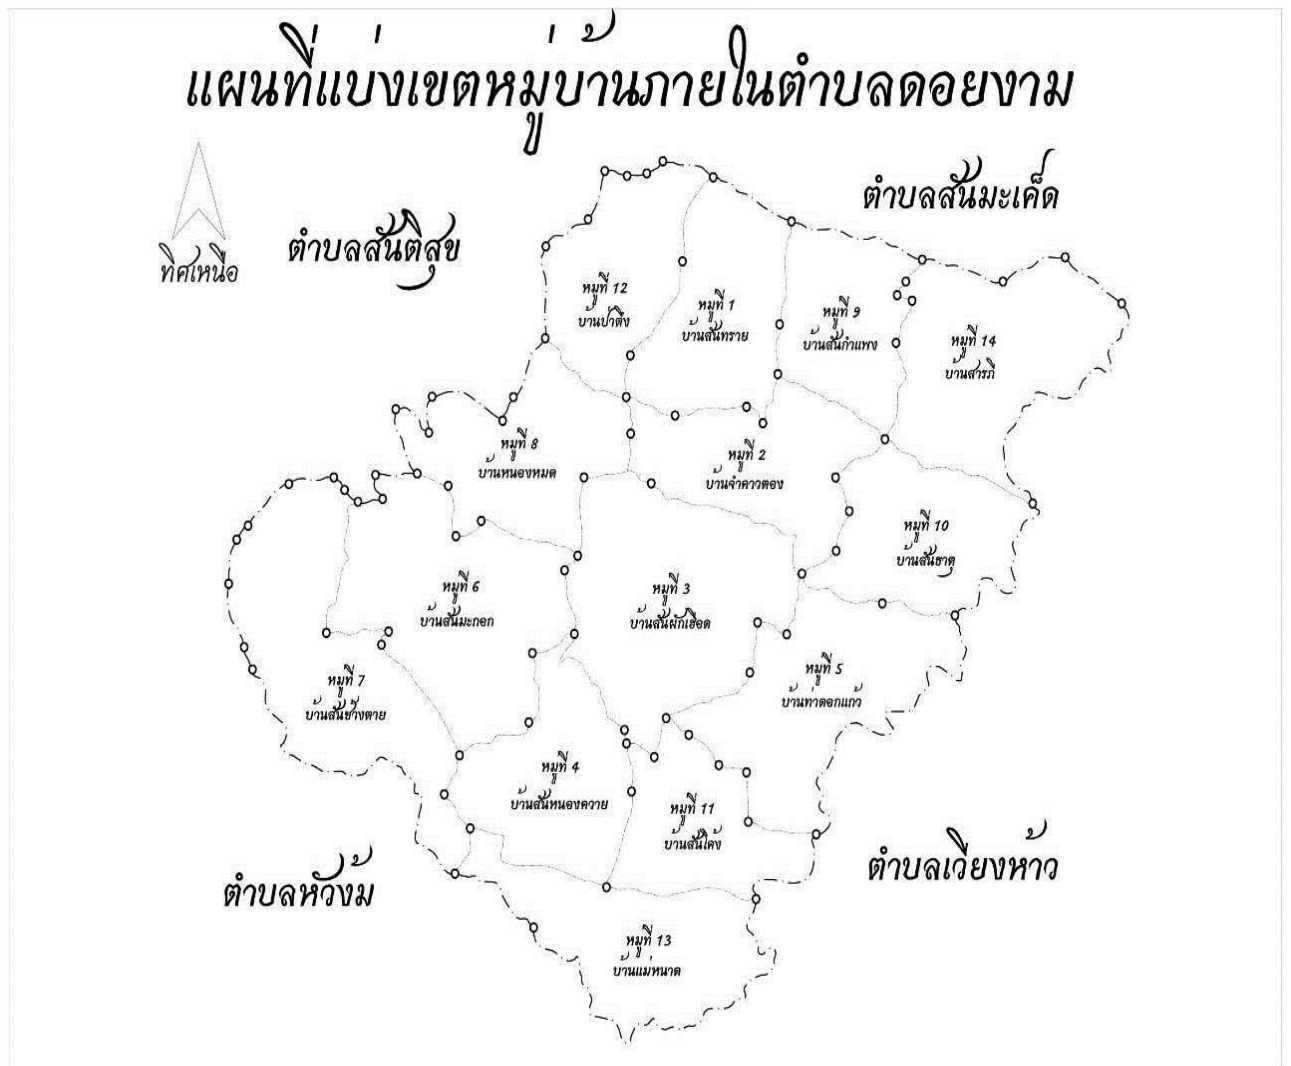 แผนที่แบ่งเขตหมู่บ้านภายในตำบลดอยงาม
ตำบลสันมะเค็ด
ตำบลสันติสุข
ทิศเหนือ
หมู่ที่ 12
บ้านป่าตึง
หมู่ที่ 1
บ้านสันทราย
หมู่ที่ 9
บ้านสันกำแพง
หมู่ที่ 14
บ้านสารภี
หมู่ที่ 8
บ้านหนองหมด
หมู่ที่ 2
บ้านจำคาวตอง
หมู่ที่ 10
บ้านสันธาตุ
หมู่ที่ 6
บ้านสันมะกอก
หมู่ที่ 3
บ้านสันผักเฮือด
หมู่ที่ 7
บ้านสันช้างตาย
หมู่ที่ 5
บ้านท่าดอกแก้ว
หมู่ที่ 4
บ้านสันหนองควาย
หมู่ที่ 11
บ้านสันโค้ง
ตำบลหัวง้ม
ตำบลเวียงห้าว
หมู่ที่ 13
บ้านแม่หนาด